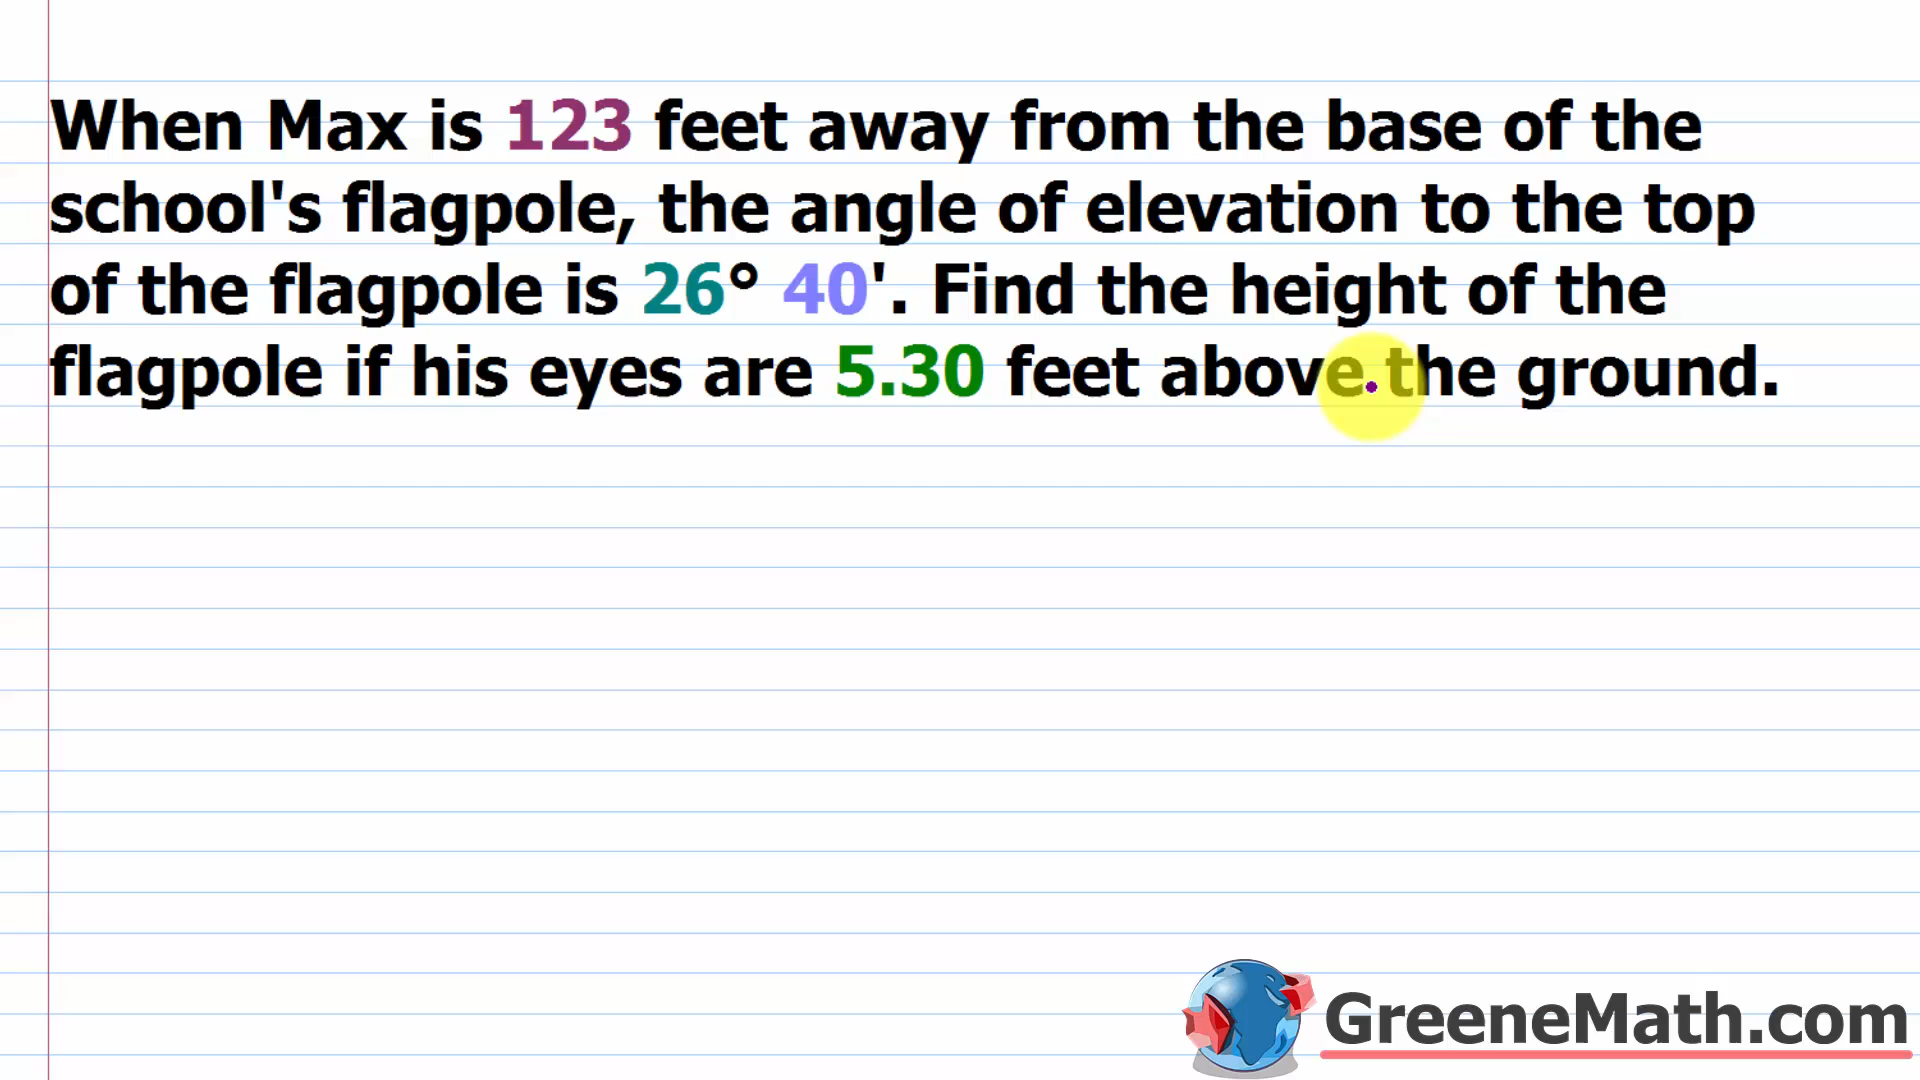 When Max is 123 feet away from the base of the
school's flagpole, the angle of elevation to the top
of the flagpole is 26° 40'. Find the height of the
flagpole if his eyes are 5.30 feet above the ground.
GreeneMath.com